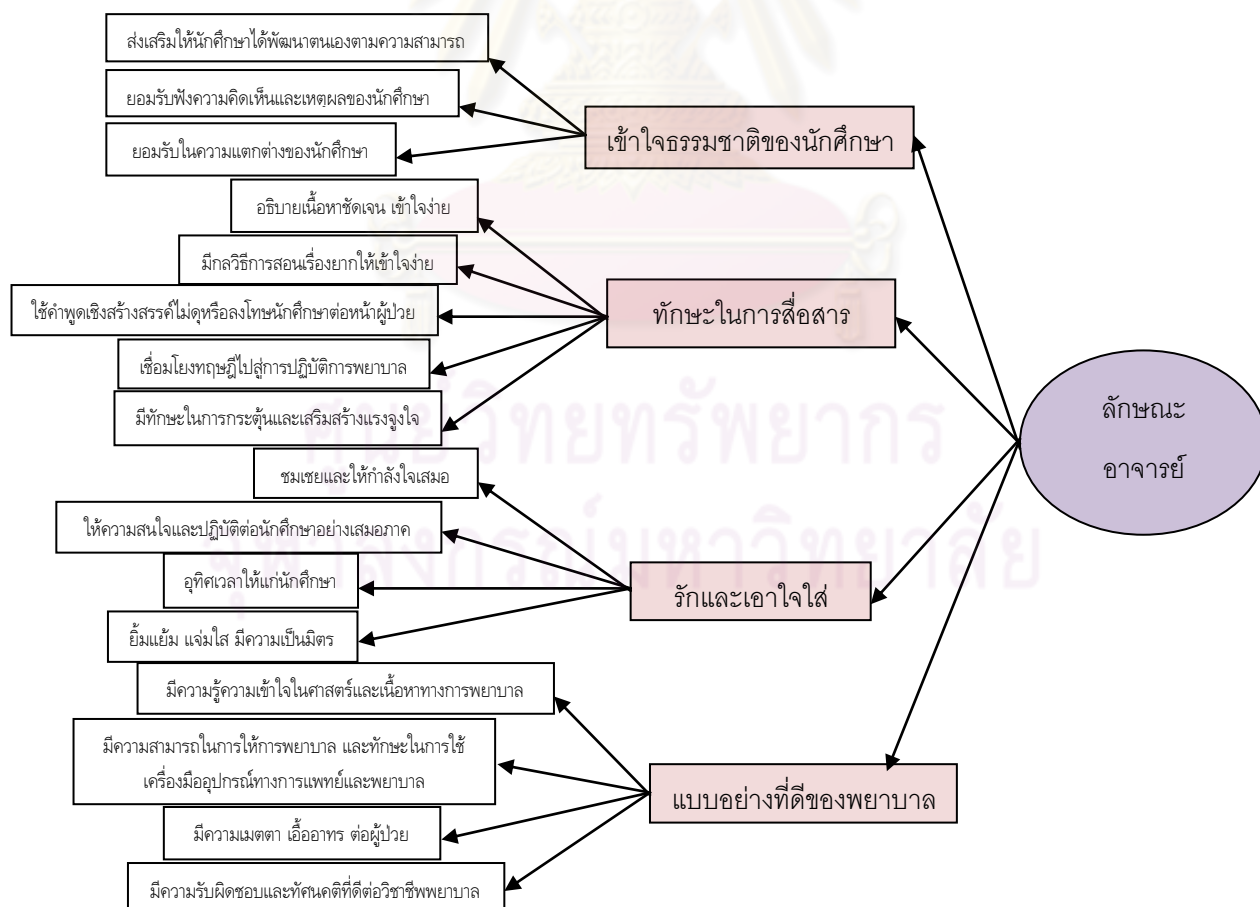 ส่งเสริมให้นักศึกษาได้พัฒนาตนเองตามความสามารถ
ยอมรับฟังความคิดเห็นและเหตุผลของนักศึกษา
ยอมรับในความแตกต่างของนักศึกษา
เข้าใจธรรมชาติของนักศึกษา
อธิบายเนื้อหาชัดเจน เข้าใจง่าย
มีกลวิธีการสอนเรื่องยากให้เข้าใจง่าย
ใช้คำพูดเชิงสร้างสรรค์ไม่ดุหรือลงโทษนักศึกษาต่อหน้าผู้ป่วย
เชื่อมโยงทฤษฎีไปสู่การปฏิบัติการพยาบาล
มีทักษะในการกระตุ้นและเสริมสร้างแรงจูงใจ
ทักษะในการสื่อสาร
ชมเชยและให้กำลังใจเสมอ
ให้ความสนใจและปฏิบัติต่อนักศึกษาอย่างเสมอภาค
อุทิศเวลาให้แก่นักศึกษา
ยิ้มแย้ม แจ่มใส มีความเป็นมิตร
รักและเอาใจใส่
มีความรู้ความเข้าใจในศาสตร์และเนื้อหาทางการพยาบาล
มีความสามารถในการให้การพยาบาล และทักษะในการใช้
เครื่องมืออุปกรณ์ทางการแพทย์และพยาบาล
มีความเมตตา เอื้ออาทร ต่อผู้ป่วย
มีความรับผิดชอบและทัศนคติที่ดีต่อวิชาชีพพยาบาล
แบบอย่างที่ดีของพยาบาล
ลักษณะ
อาจารย์
ศูนย์วิทยทรัพยากร
จุฬาลงกรณ์มหาวิทยาลัย